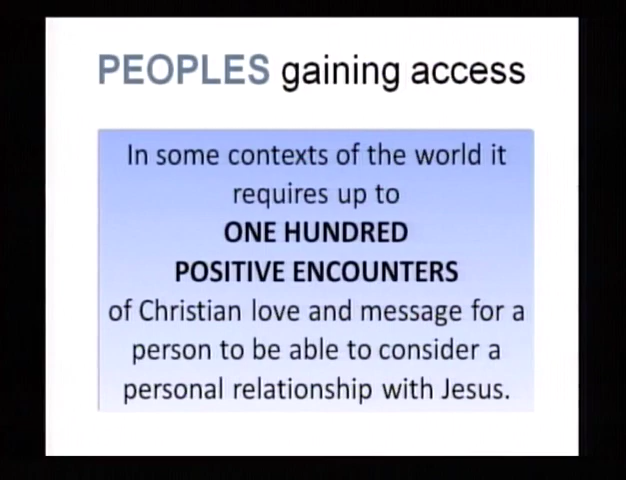 PEOPLES gaining access
In some contexts of the world it
requires up to
ONE HUNDRED
POSITIVE ENCOUNTERS
of Christian love and message for a
person to be able to consider a
personal relationship with Jesus.